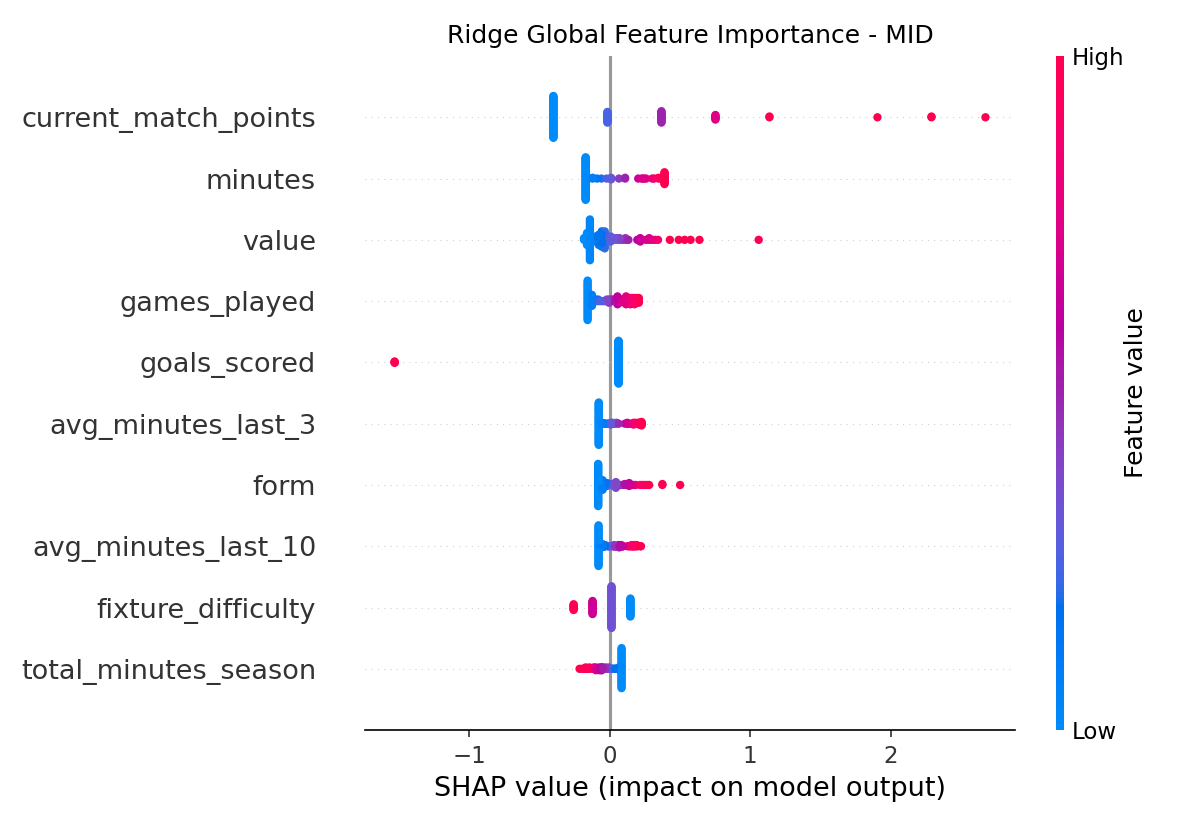 Ridge Global Feature Importance - MID
High
current_match_points
minutes
value
games_played
goals_scored
avg_minutes_last_3
form
avg_minutes_last_10
fixture_difficulty
total_minutes_season
Feature value
Low
−1 0 1 2
SHAP value (impact on model output)